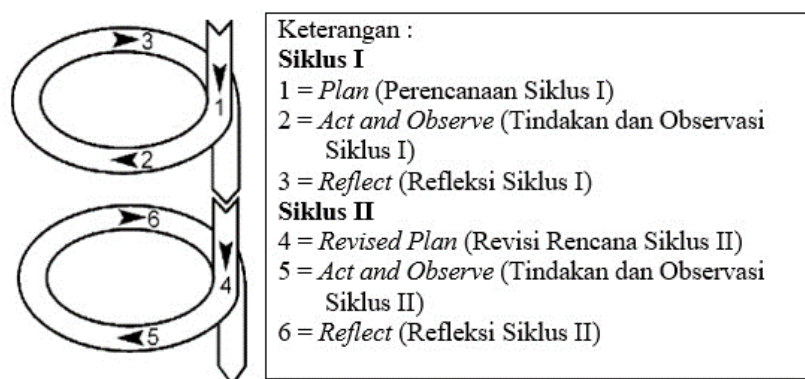 3
1
2
6
4
5
Keterangan :
Siklus I
1 = Plan (Perencanaan Siklus I)
2 = Act and Observe (Tindakan dan Observasi
Siklus I)
3 = Reflect (Refleksi Siklus I)
Siklus II
4 = Revised Plan (Revisi Rencana Siklus II)
5 = Act and Observe (Tindakan dan Observasi
Siklus II)
6 = Reflect (Refleksi Siklus II)